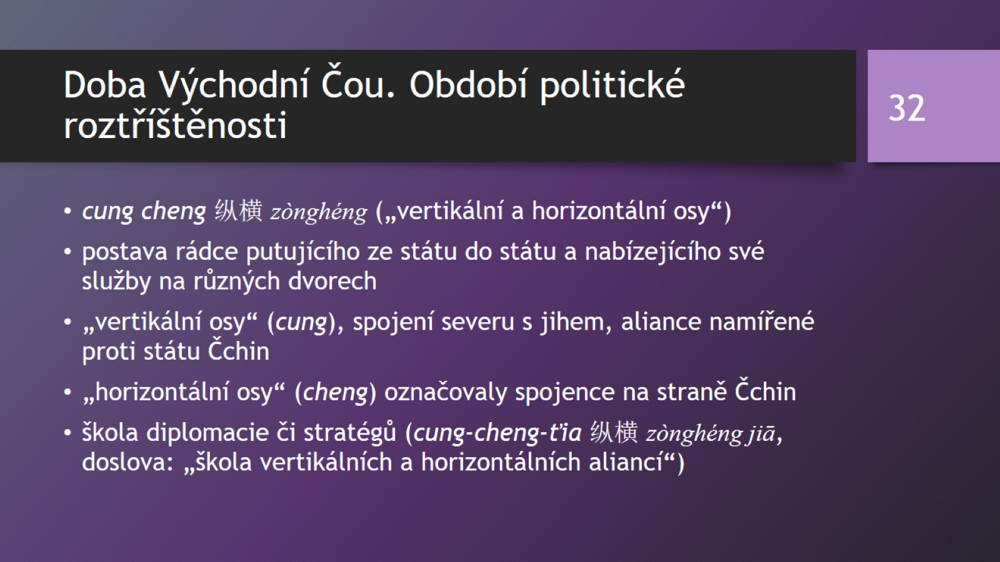 Doba Východní Čou. Období politické
roztříštěnosti
32
• cung cheng 纵横 zònghéng („vertikální a horizontální osy“)
• postava rádce putujícího ze státu do státu a nabízejícího své
služby na různých dvorech
• „vertikální osy“ (cung), spojení severu s jihem, aliance namířené
proti státu Čchin
• „horizontální osy“ (cheng) označovaly spojence na straně Čchin
• škola diplomacie či stratégů (cung-cheng-ťia 纵横 zònghéng jiā,
doslova: „škola vertikálních a horizontálních aliancí“)